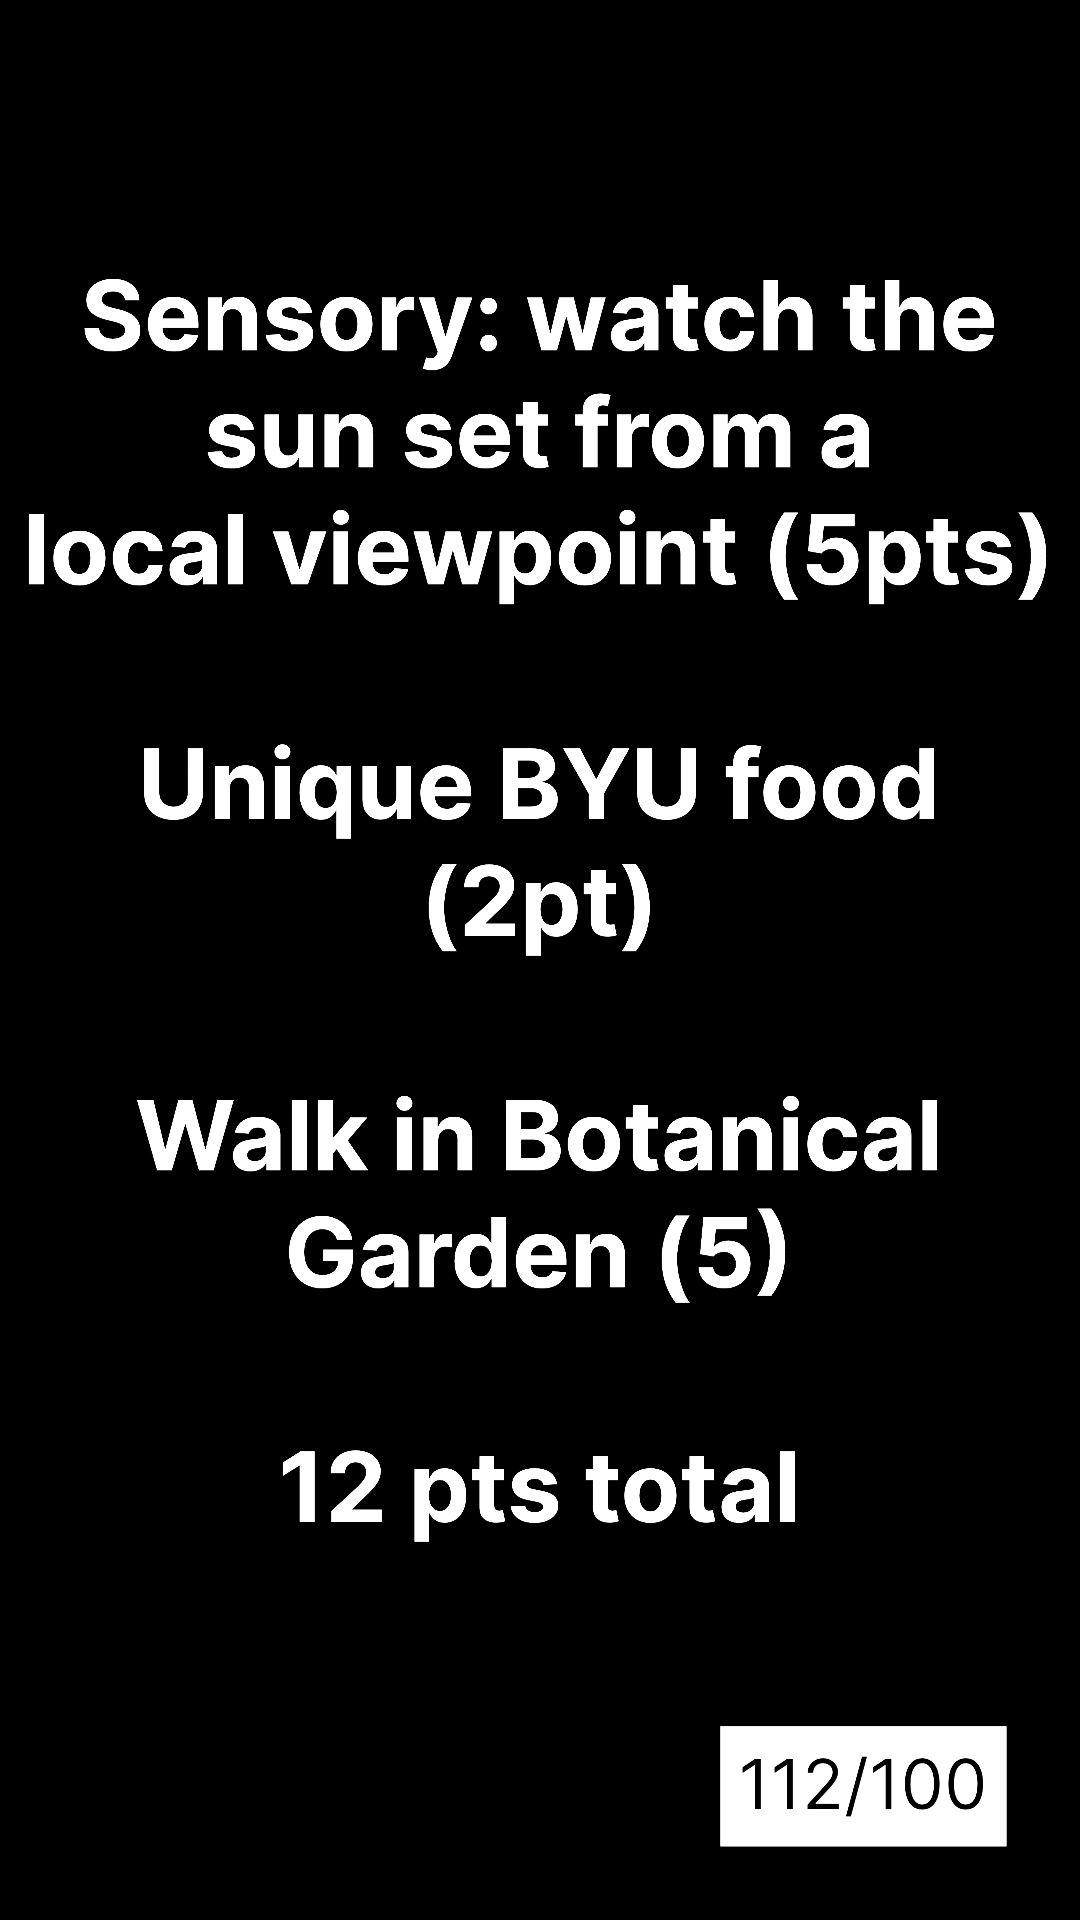 Sensory: watch the
sun set from a
local viewpoint (5pts)
Unique BYU food
(2pt)
Walk in Botanical
Garden (5)
12 pts total
112/100